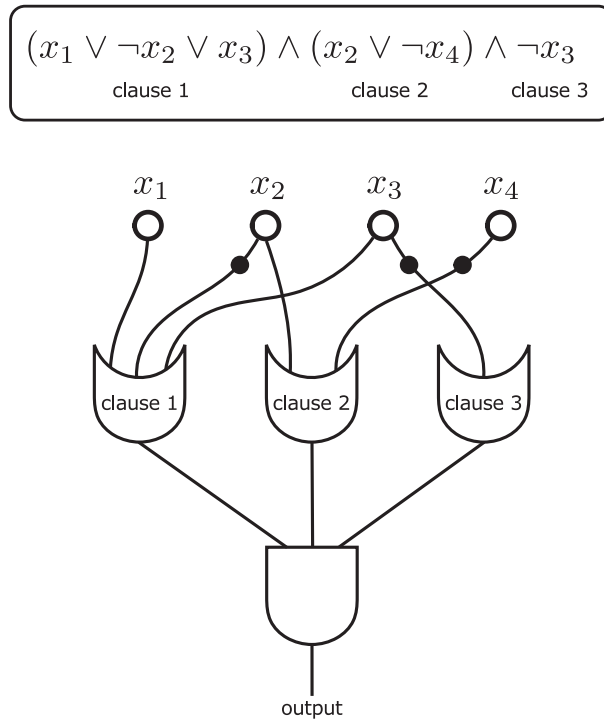 (x₁ ∨ ¬x₂ ∨ x₃) ∧ (x₂ ∨ ¬x₄) ∧ ¬x₃
clause 1 clause 2 clause 3
x₁ x₂ x₃ x₄
clause 1 clause 2 clause 3
output